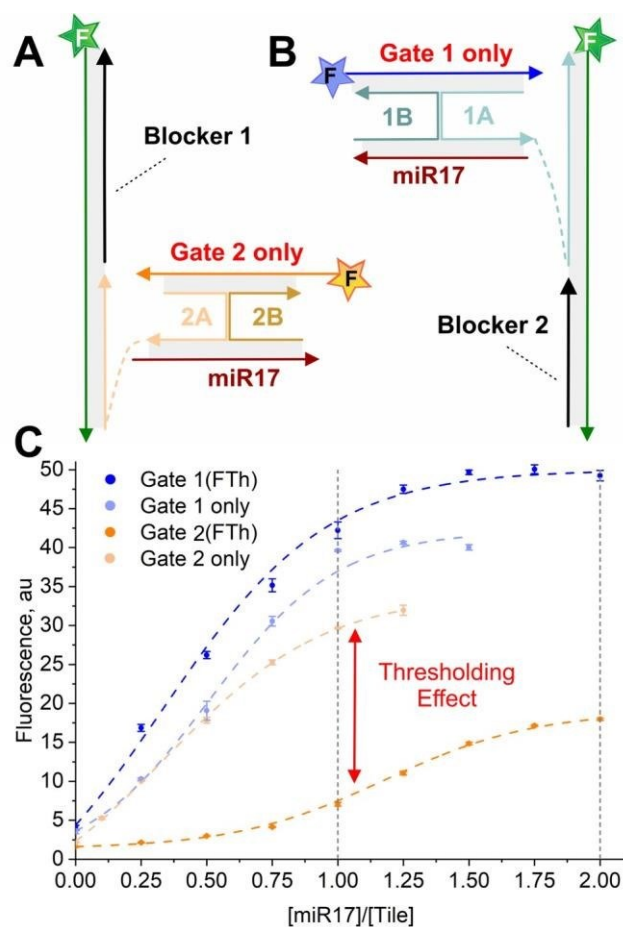 A
F
Blocker 1
Gate 2 only
F
2A
2B
miR17
B
F
Gate 1 only
F
1B
1A
miR17
Blocker 2
C
Gate 1(FTh)
Gate 1 only
Gate 2(FTh)
Gate 2 only
Thresholding
Effect
Fluorescence, au
50
45
40
35
30
25
20
15
10
5
0
0.00 0.25 0.50 0.75 1.00 1.25 1.50 1.75 2.00
[miR17]/[Tile]